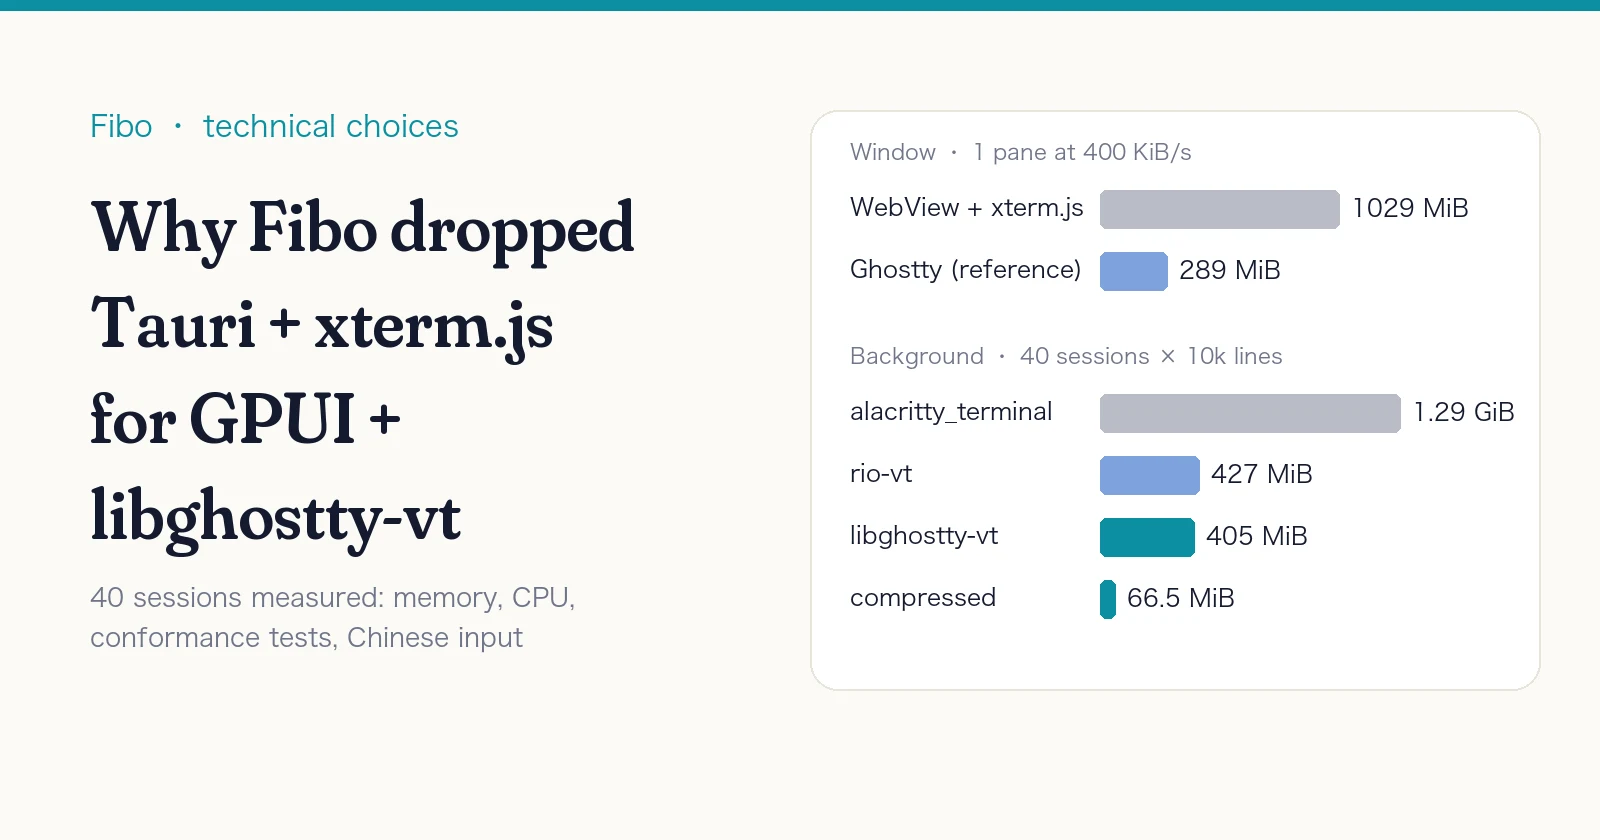 Fibo · technical choices
Why Fibo dropped
Tauri + xterm.js
for GPUI +
libghostty-vt
40 sessions measured: memory, CPU,
conformance tests, Chinese input
Window · 1 pane at 400 KiB/s
WebView + xterm.js 1029 MiB
Ghostty (reference) 289 MiB
Background · 40 sessions × 10k lines
alacritty_terminal 1.29 GiB
rio-vt 427 MiB
libghostty-vt 405 MiB
compressed 66.5 MiB